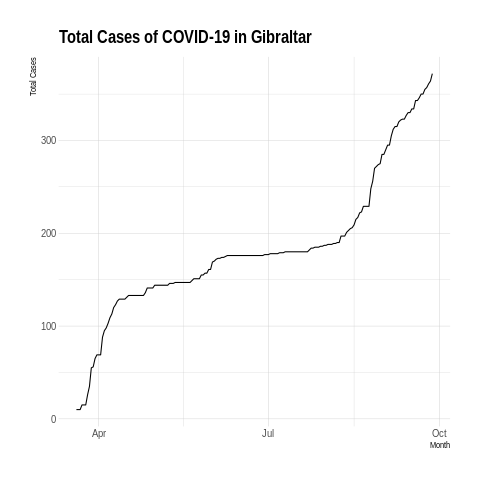 Total Cases of COVID-19 in Gibraltar
Total Cases
300
200
100
0
Apr
Jul
Oct
Month